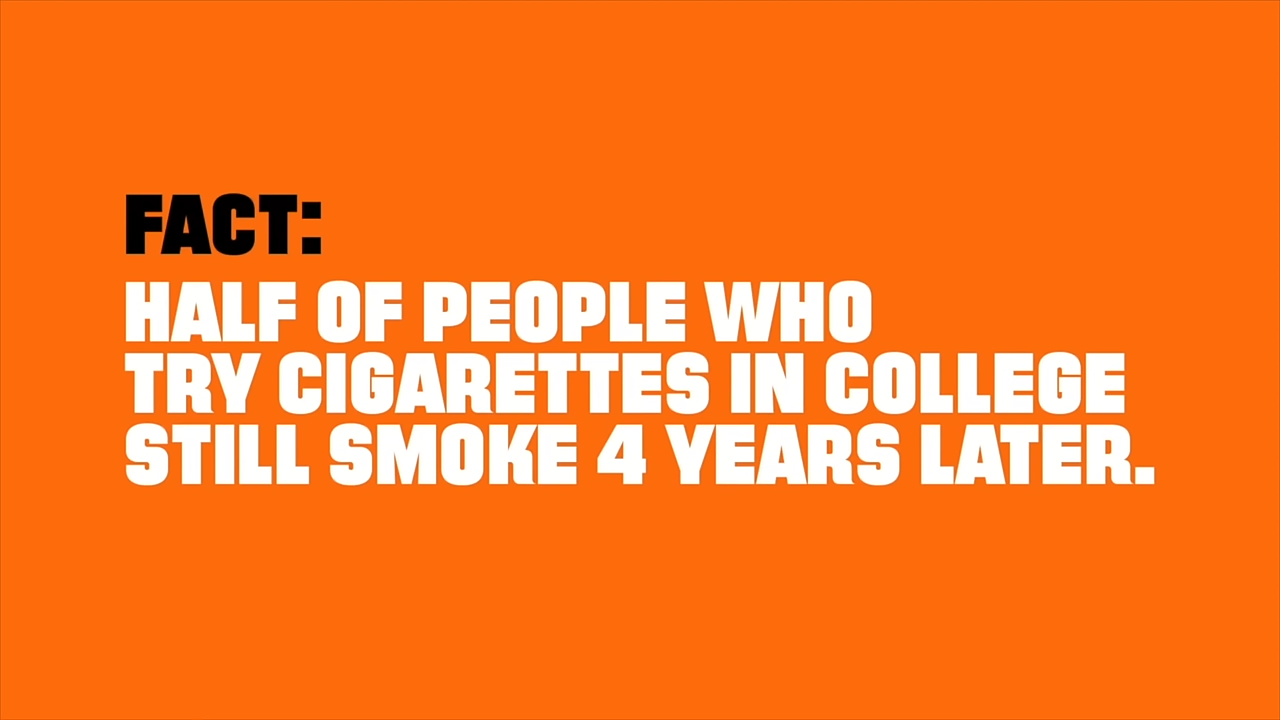 FACT:
HALF OF PEOPLE WHO
TRY CIGARETTES IN COLLEGE
STILL SMOKE 4 YEARS LATER.